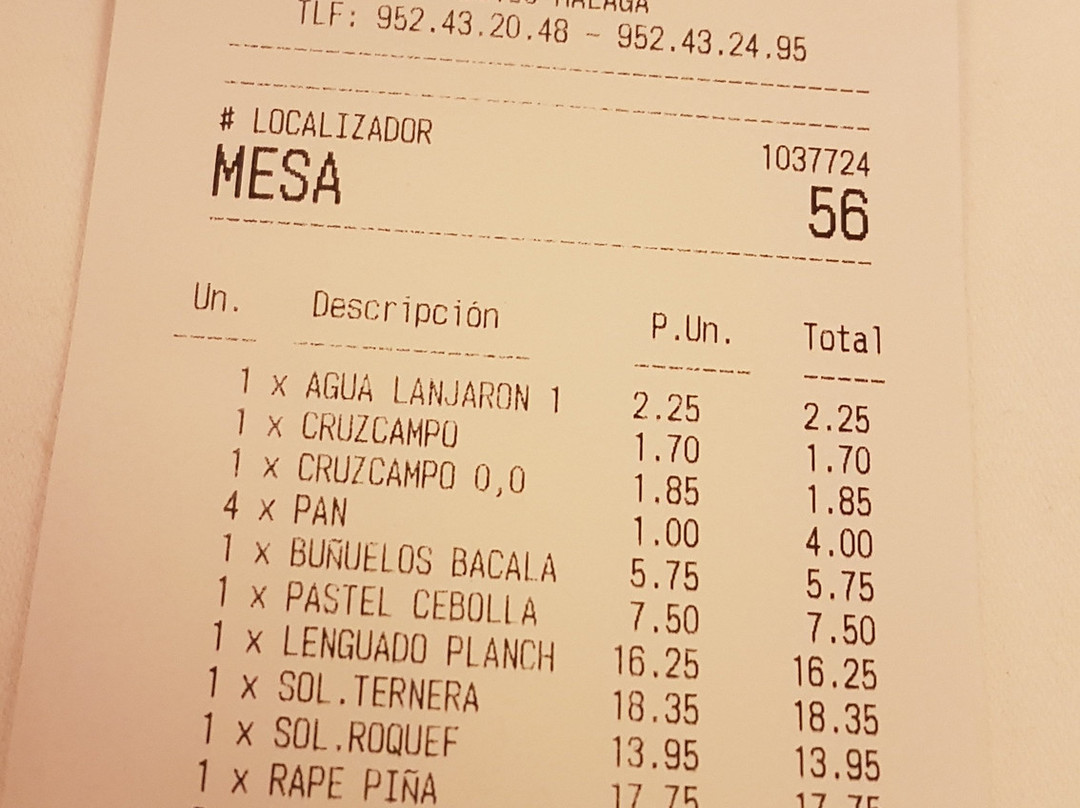 MALAGA
TLF: 952.43.20.48 - 952.43.24.95
# LOCALIZADOR 1037724
MESA 56
Un. Descripción P.Un. Total
1 x AGUA LANJARON 1 2.25 2.25
1 x CRUZCAMPO 1.70 1.70
1 x CRUZCAMPO 0,0 1.85 1.85
4 x PAN 1.00 4.00
1 x BUÑUELOS BACALA 5.75 5.75
1 x PASTEL CEBOLLA 7.50 7.50
1 x LENGUADO PLANCH 16.25 16.25
1 x SOL.TERNERA 18.35 18.35
1 x SOL.ROQUEF 13.95 13.95
1 x RAPE PIÑA 17.75 17.75